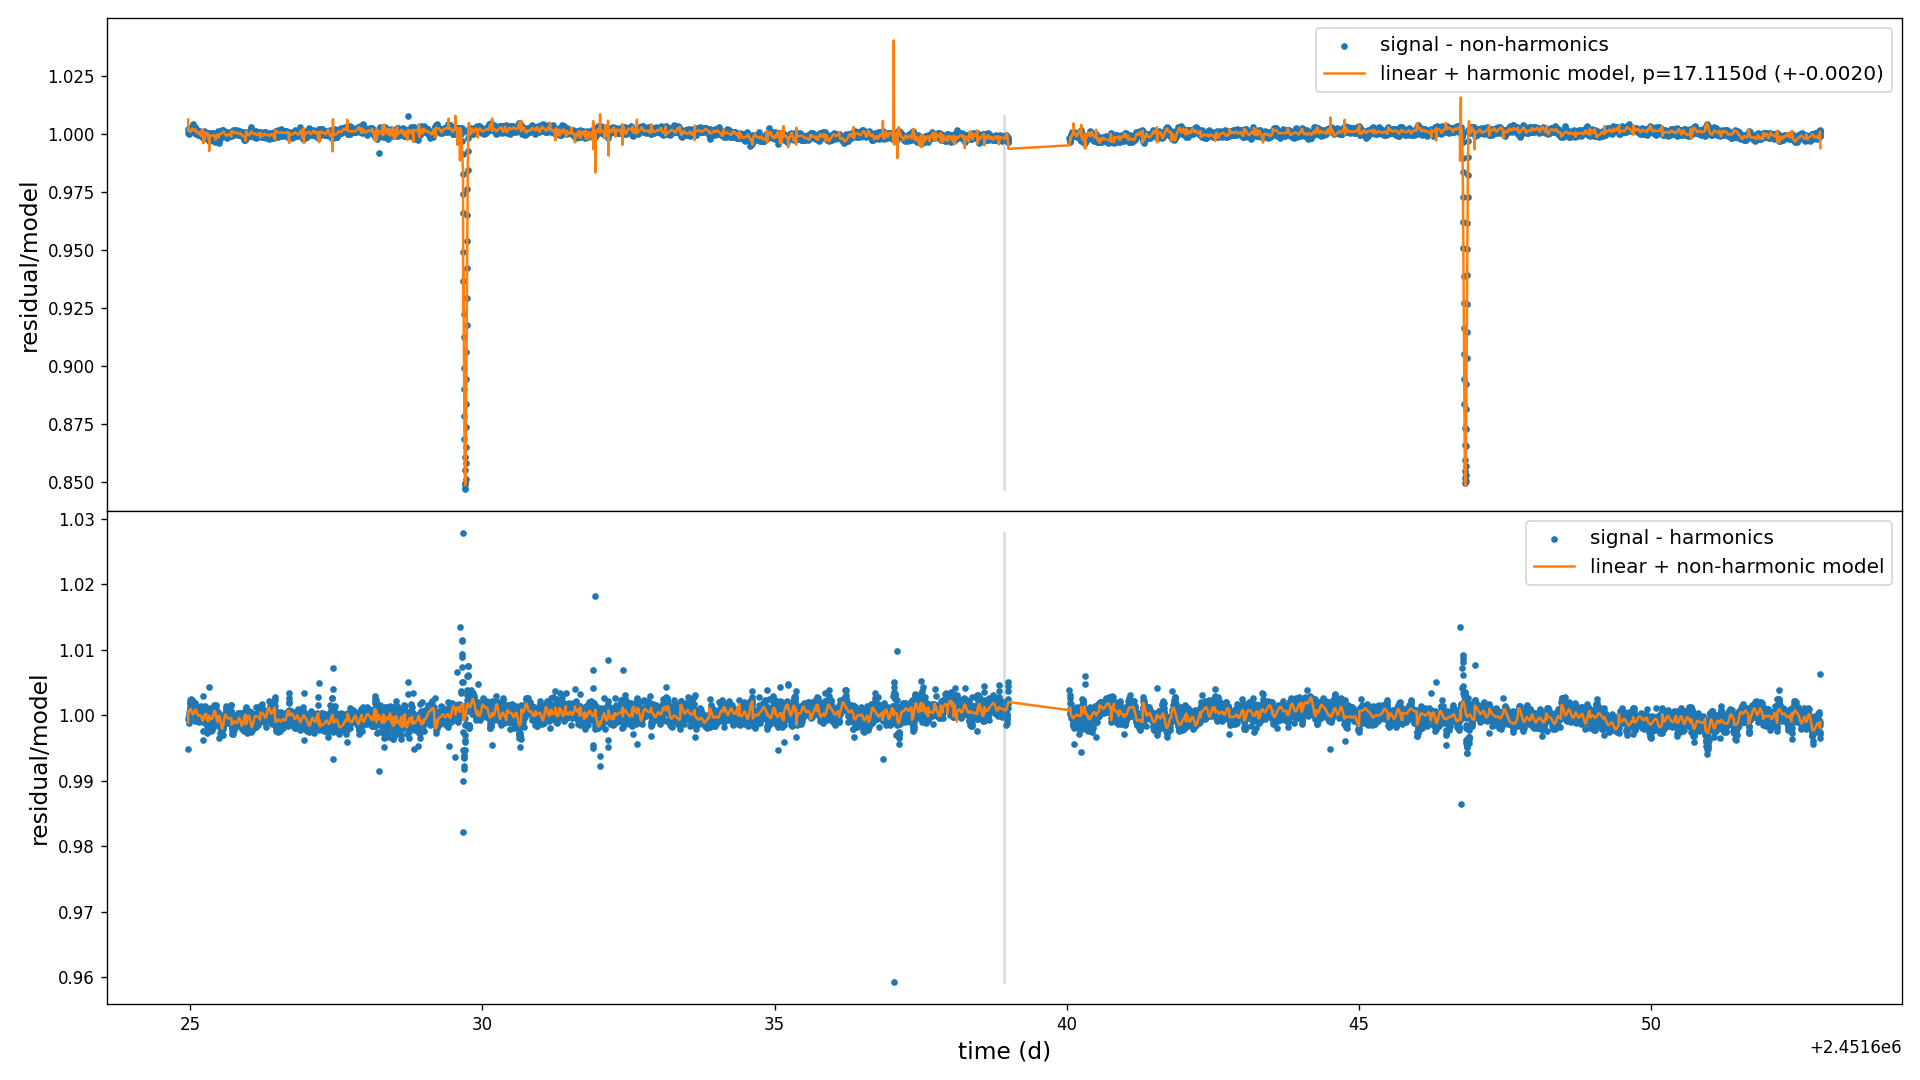 signal - non-harmonics
linear + harmonic model, p=17.1150d (+-0.0020)
1.025
1.000
0.975
0.950
0.925
0.900
0.875
0.850
residual/model
signal - harmonics
linear + non-harmonic model
1.03
1.02
1.01
1.00
0.99
0.98
0.97
0.96
residual/model
25 30 35 40 45 50
time (d)
+2.4516e6